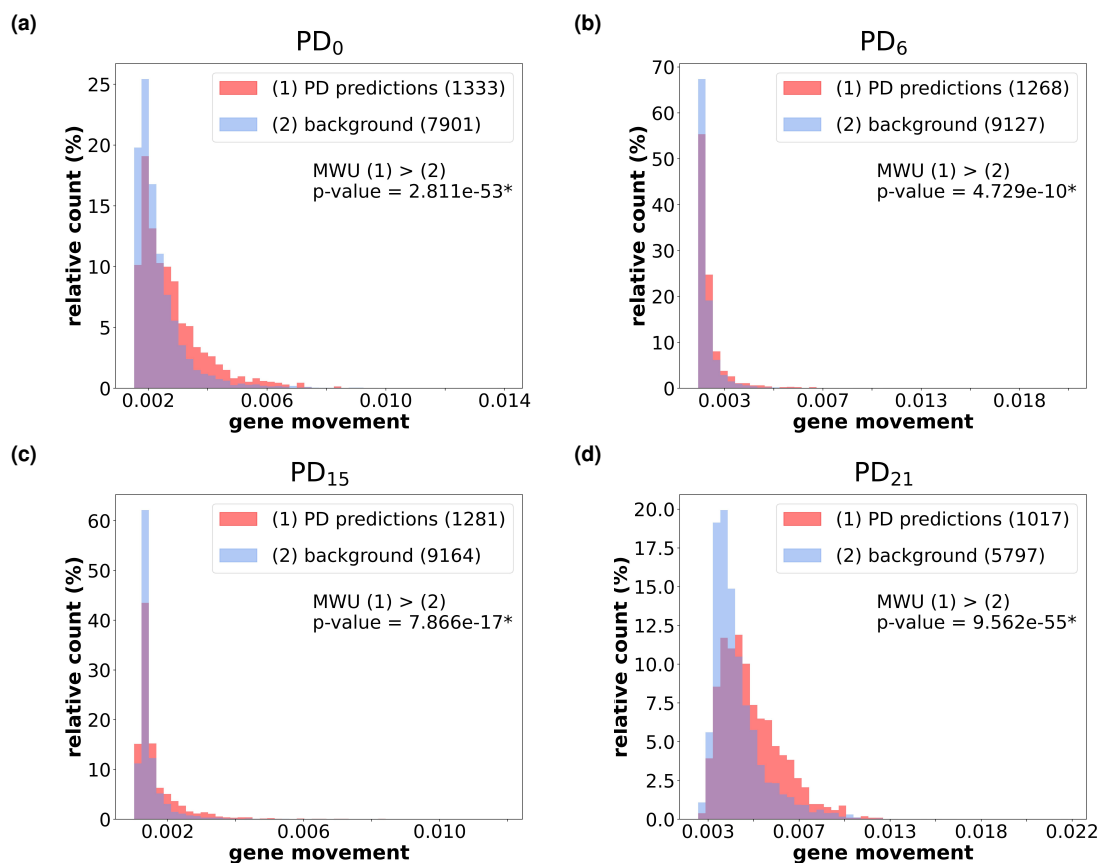 (a)
PD0
25
20
15
10
5
0
relative count (%)
(1) PD predictions (1333)
(2) background (7901)
MWU (1) > (2)
p-value = 2.811e-53*
0.002 0.006 0.010 0.014
gene movement
(b)
PD6
70
60
50
40
30
20
10
0
relative count (%)
(1) PD predictions (1268)
(2) background (9127)
MWU (1) > (2)
p-value = 4.729e-10*
0.003 0.007 0.013 0.018
gene movement
(c)
PD15
60
50
40
30
20
10
0
relative count (%)
(1) PD predictions (1281)
(2) background (9164)
MWU (1) > (2)
p-value = 7.866e-17*
0.002 0.006 0.010
gene movement
(d)
PD21
20.0
17.5
15.0
12.5
10.0
7.5
5.0
2.5
0.0
relative count (%)
(1) PD predictions (1017)
(2) background (5797)
MWU (1) > (2)
p-value = 9.562e-55*
0.003 0.007 0.013 0.018 0.022
gene movement